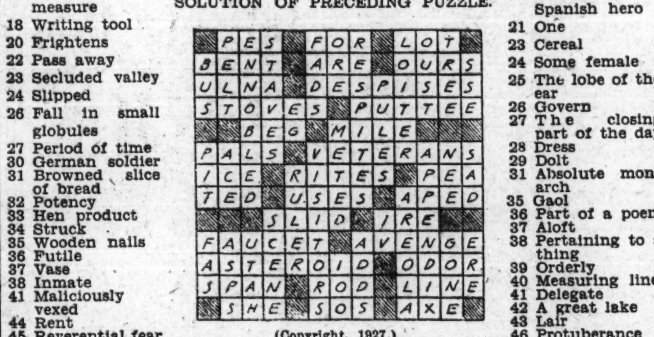 measure
18 Writing tool
20 Frightens
22 Pass away
23 Secluded valley
24 Slipped
26 Fall in small
globules
27 Period of time
30 German soldier
31 Browned slice
of bread
32 Potency
33 Hen product
34 Struck
35 Wooden nails
36 Futile
37 Vase
38 Inmate
41 Maliciously
vexed
44 Rent
45 Reverential fear
SOLUTION OF PRECEDING PUZZLE.
PES FOR LOT
BENT ARE OURS
ULNA DESPISES
STOVES PUTTEE
BEG MILE
PALS VETERANS
ICE RITES PEA
TED USES APED
SLID IRE
FAUCET AVENGE
ASTEROID ODOR
SPAN ROD LINE
SHE SOS AXE
(Copyright, 1927.)
Spanish hero
21 One
23 Cereal
24 Some female
25 The lobe of the
ear
26 Govern
27 The closing
part of the day
28 Dress
29 Dolt
31 Absolute mon
arch
35 Gaol
36 Part of a poem
37 Aloft
38 Pertaining to
thing
39 Orderly
40 Measuring line
41 Delegate
42 A great lake
43 Lair
46 Protuberance